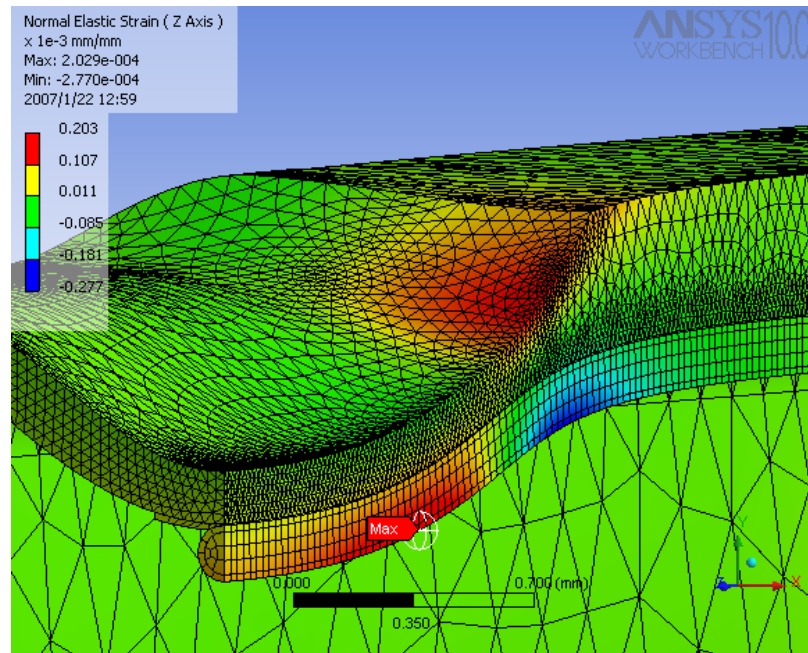 Normal Elastic Strain ( Z Axis )
x 1e-3 mm/mm
Max: 2.029e-004
Min: -2.770e-004
2007/1/22 12:59
ANSYS 10.0
WORKBENCH
0.203
0.107
0.011
-0.085
-0.181
-0.277
Max
0.000
0.700 (mm)
0.350
Y
Z
X